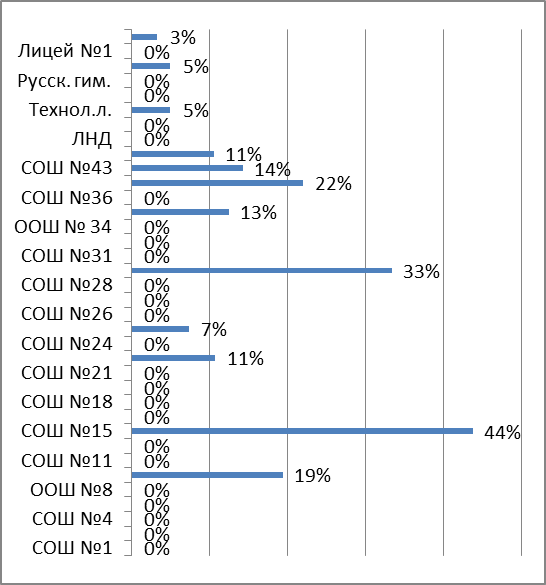 3%
Лицей №1 0%
5%
Русск. гим. 0%
0%
Технол.л. 5%
0%
ЛНД 0%
11%
СОШ №43 14%
22%
СОШ №36 0%
13%
ООШ № 34 0%
0%
СОШ №31 0%
33%
СОШ №28 0%
0%
СОШ №26 0%
7%
СОШ №24 0%
11%
СОШ №21 0%
0%
СОШ №18 0%
0%
СОШ №15 44%
0%
СОШ №11 0%
19%
ООШ №8 0%
0%
СОШ №4 0%
0%
СОШ №1 0%